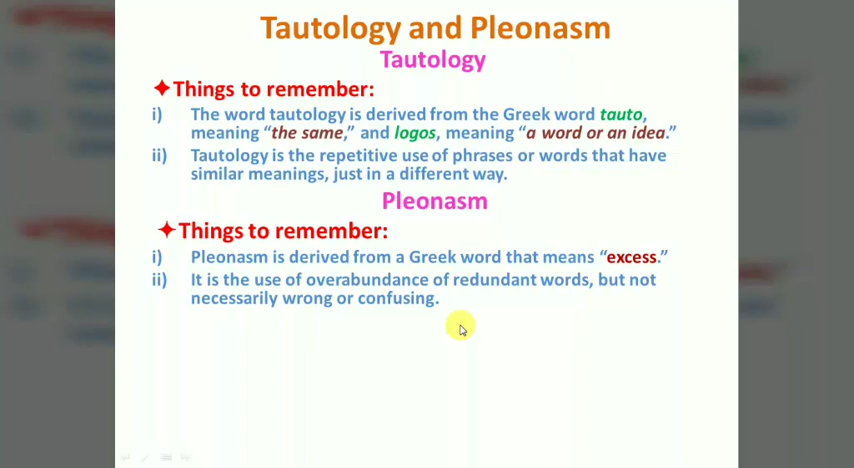 Tautology and Pleonasm
Tautology
✦Things to remember:
i) The word tautology is derived from the Greek word tauto,
meaning “the same,” and logos, meaning “a word or an idea.”
ii) Tautology is the repetitive use of phrases or words that have
similar meanings, just in a different way.
Pleonasm
✦Things to remember:
i) Pleonasm is derived from a Greek word that means “excess.”
ii) It is the use of overabundance of redundant words, but not
necessarily wrong or confusing.